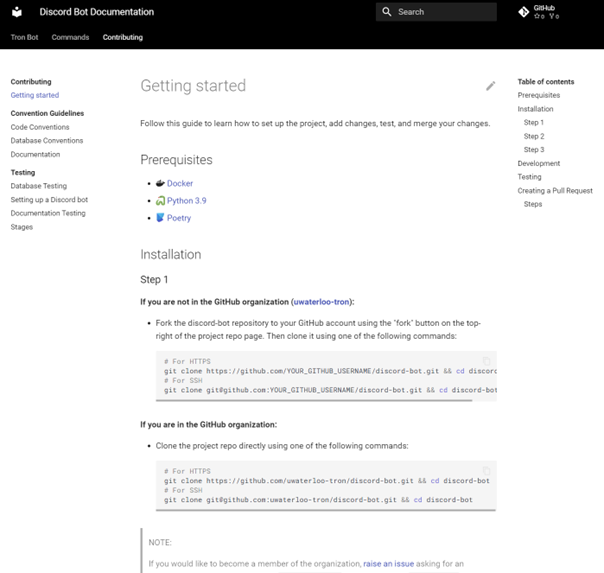 Discord Bot Documentation
Search
GitHub
☆0 ⑂0
Tron Bot Commands Contributing
Contributing
Getting started
Convention Guidelines
Code Conventions
Database Conventions
Documentation
Testing
Database Testing
Setting up a Discord bot
Documentation Testing
Stages
Getting started
Follow this guide to learn how to set up the project, add changes, test, and merge your changes.
Prerequisites
• Docker
• Python 3.9
• Poetry
Installation
Step 1
If you are not in the GitHub organization (uwaterloo-tron):
• Fork the discord-bot repository to your GitHub account using the "fork" button on the top-
right of the project repo page. Then clone it using one of the following commands:
# For HTTPS
git clone https://github.com/YOUR_GITHUB_USERNAME/discord-bot.git && cd discord
# For SSH
git clone git@github.com:YOUR_GITHUB_USERNAME/discord-bot.git && cd discord-bot
If you are in the GitHub organization:
• Clone the project repo directly using one of the following commands:
# For HTTPS
git clone https://github.com/uwaterloo-tron/discord-bot.git && cd discord-bot
# For SSH
git clone git@github.com:uwaterloo-tron/discord-bot.git && cd discord-bot
NOTE:
If you would like to become a member of the organization, raise an issue asking for an
Table of contents
Prerequisites
Installation
Step 1
Step 2
Step 3
Development
Testing
Creating a Pull Request
Steps